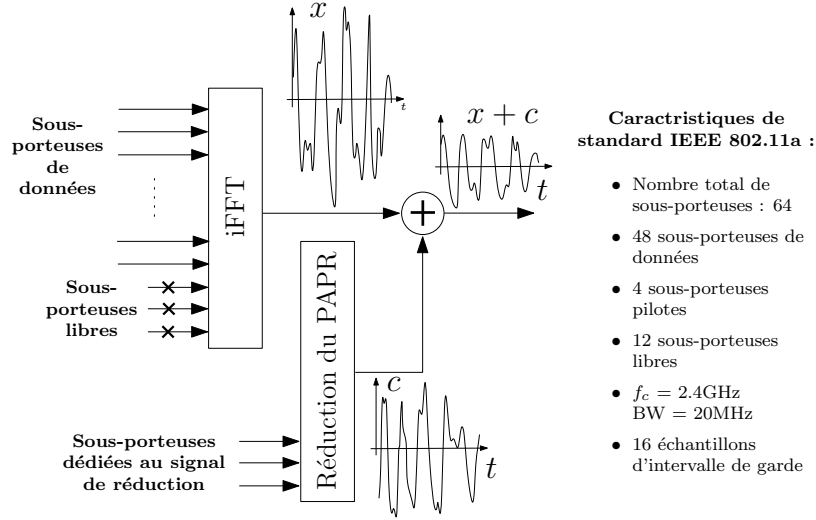 x
t
x + c
t
Sous-
porteuses
de
données
iFFT
Sous-
porteuses
libres
Réduction du PAPR
c
t
Sous-porteuses
dédiées au signal
de réduction
Caractristiques de
standard IEEE 802.11a :
• Nombre total de
sous-porteuses : 64
• 48 sous-porteuses de
données
• 4 sous-porteuses
pilotes
• 12 sous-porteuses
libres
• f_c = 2.4GHz
BW = 20MHz
• 16 échantillons
d'intervalle de garde